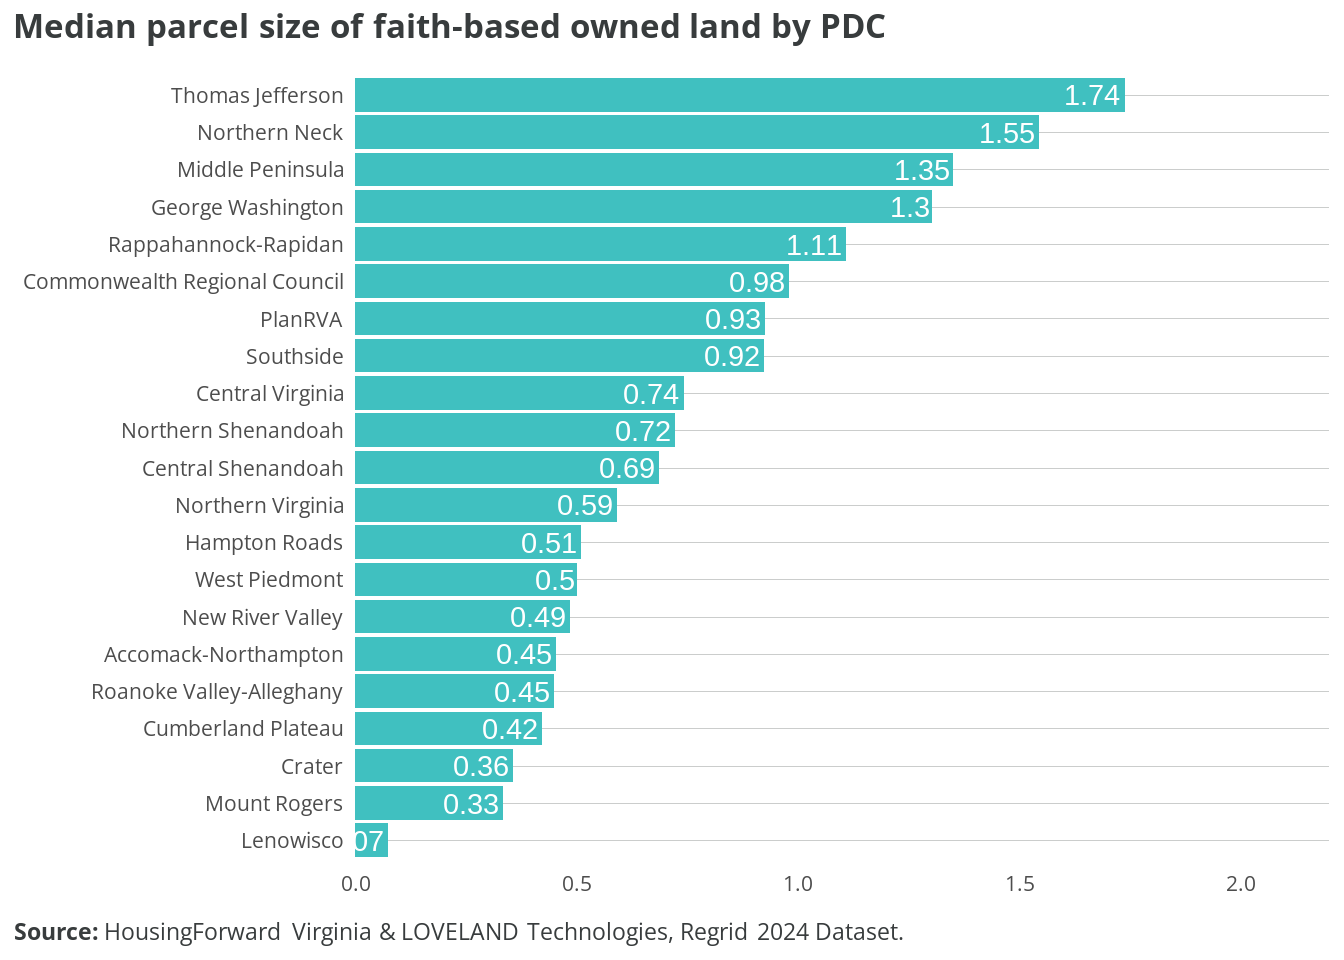 Median parcel size of faith-based owned land by PDC
Thomas Jefferson 1.74
Northern Neck 1.55
Middle Peninsula 1.35
George Washington 1.3
Rappahannock-Rapidan 1.11
Commonwealth Regional Council 0.98
PlanRVA 0.93
Southside 0.92
Central Virginia 0.74
Northern Shenandoah 0.72
Central Shenandoah 0.69
Northern Virginia 0.59
Hampton Roads 0.51
West Piedmont 0.5
New River Valley 0.49
Accomack-Northampton 0.45
Roanoke Valley-Alleghany 0.45
Cumberland Plateau 0.42
Crater 0.36
Mount Rogers 0.33
Lenowisco 07
0.0 0.5 1.0 1.5 2.0
Source: HousingForward Virginia & LOVELAND Technologies, Regrid 2024 Dataset.